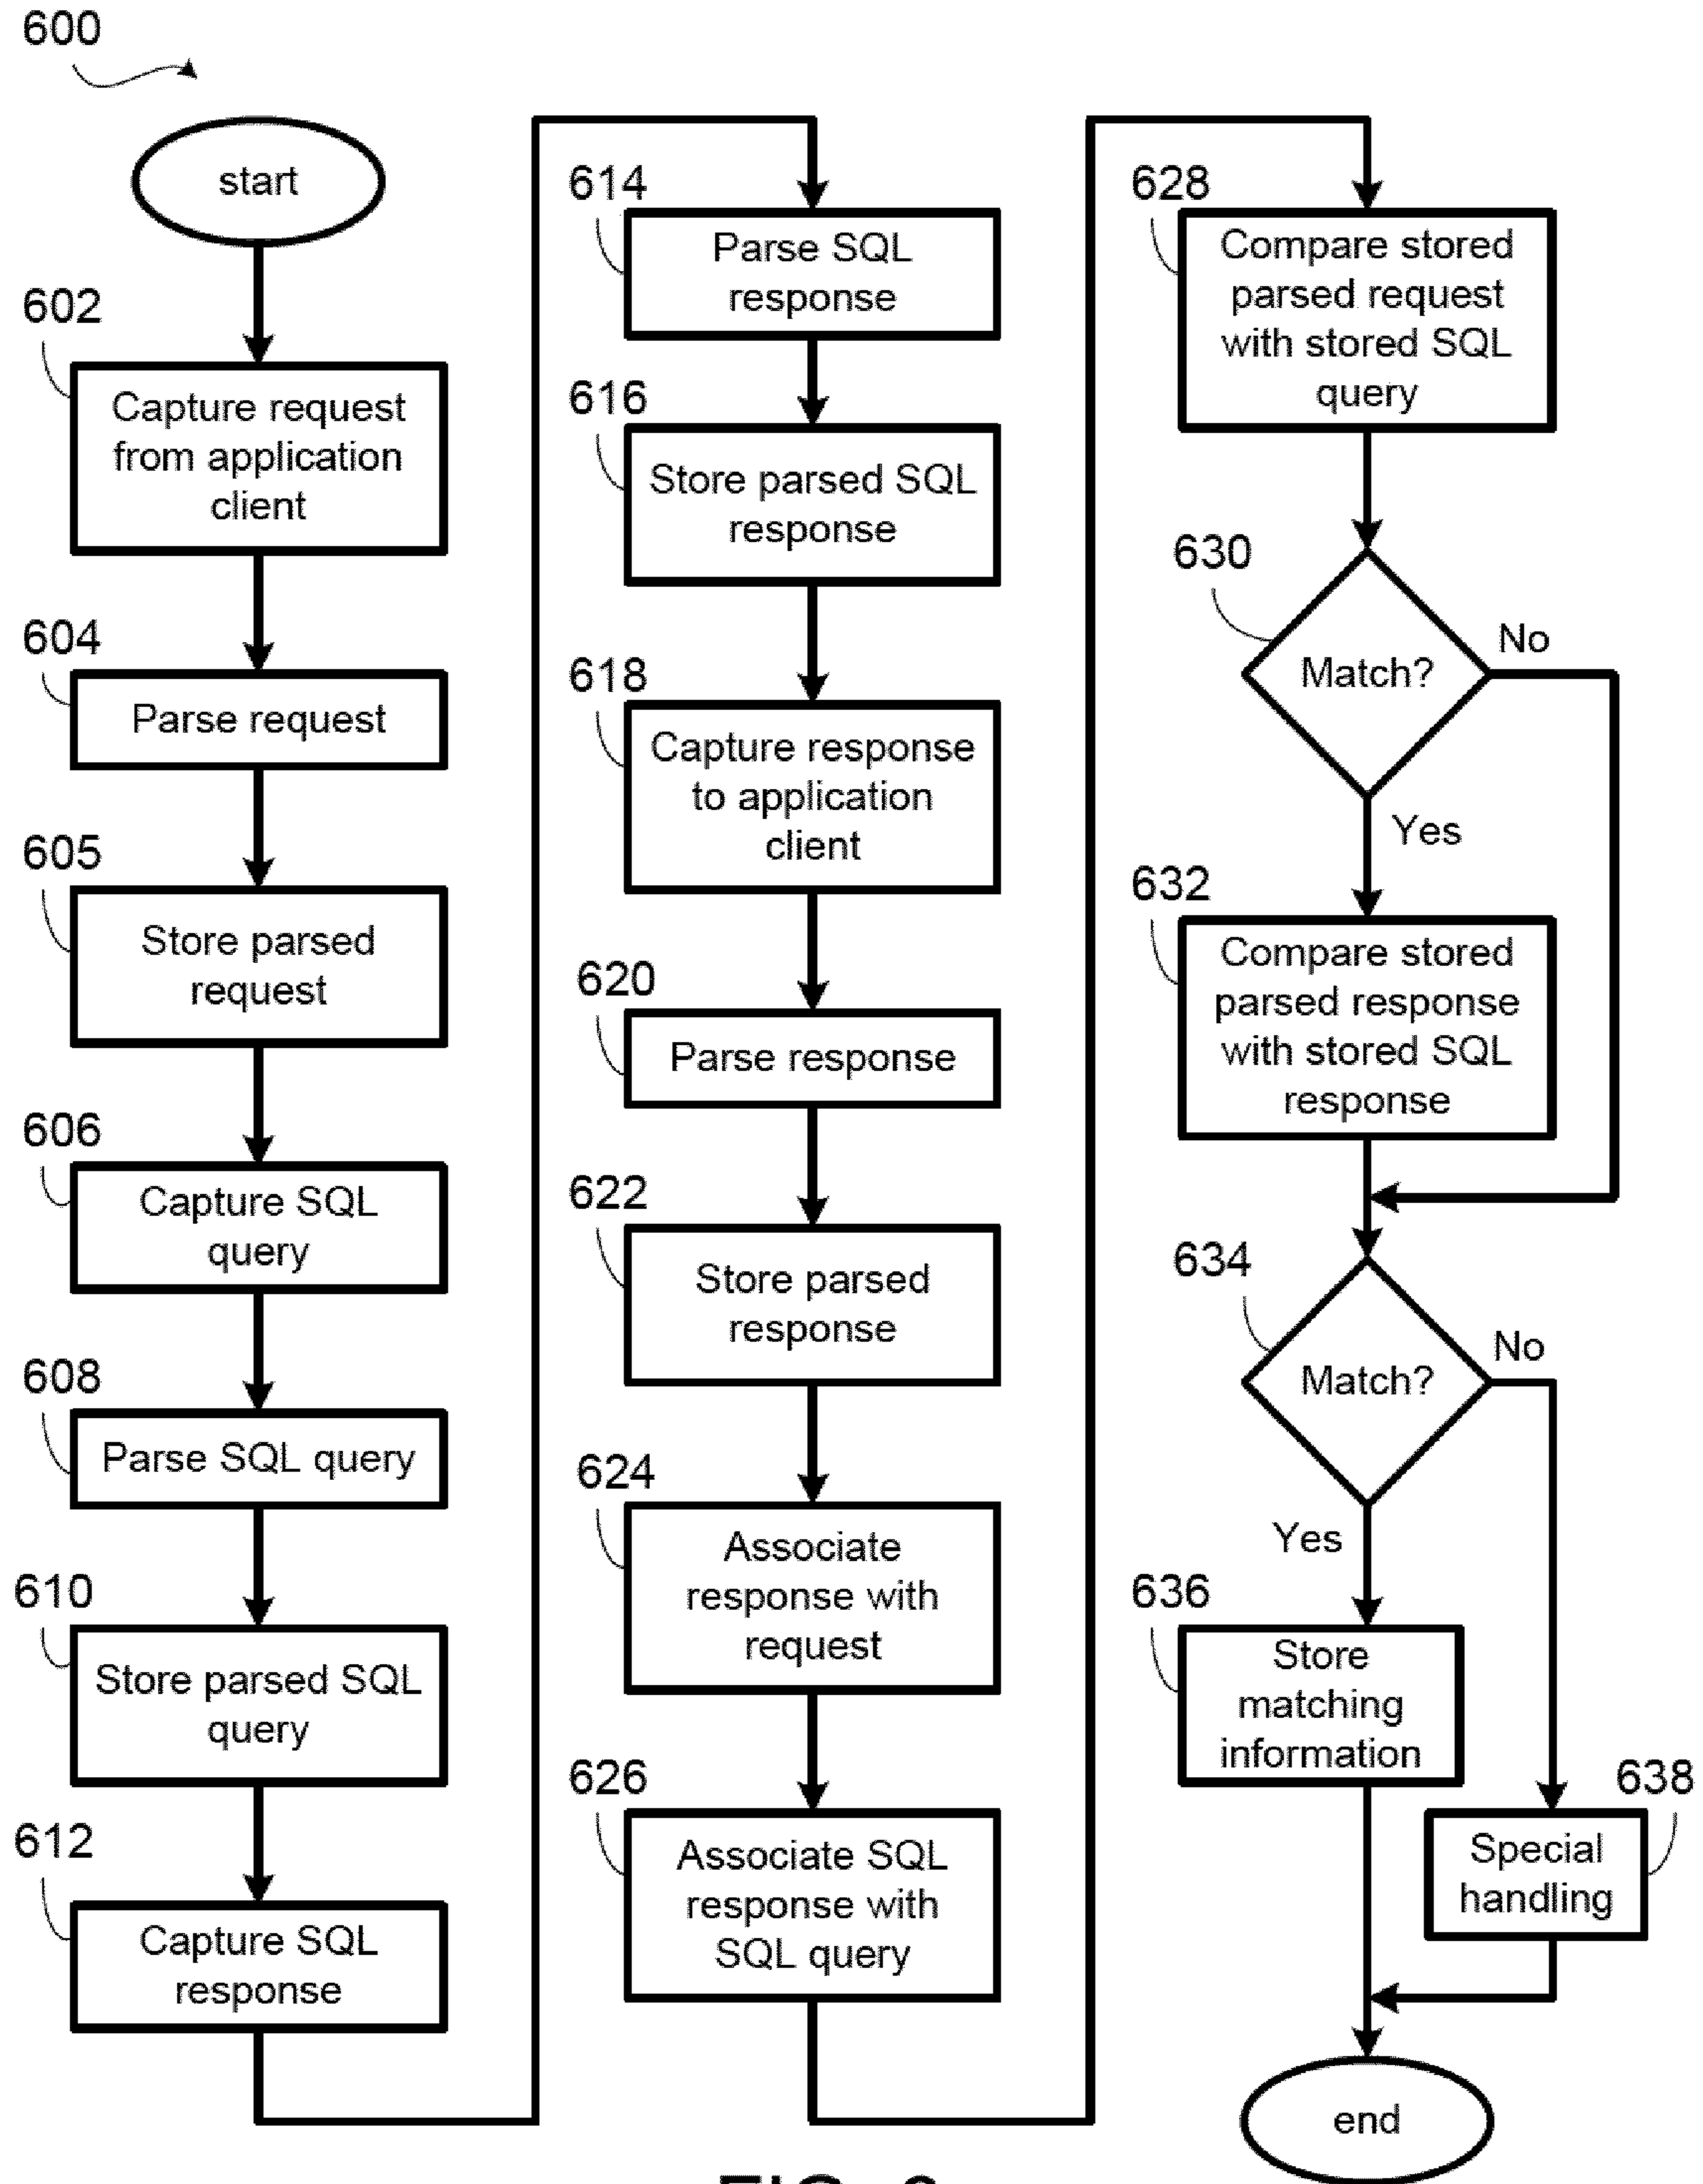 600
start
602
Capture request
from application
client
604
Parse request
605
Store parsed
request
606
Capture SQL
query
608
Parse SQL query
610
Store parsed SQL
query
612
Capture SQL
response
614
Parse SQL
response
616
Store parsed SQL
response
618
Capture response
to application
client
620
Parse response
622
Store parsed
response
624
Associate
response with
request
626
Associate SQL
response with
SQL query
628
Compare stored
parsed request
with stored SQL
query
630
Match?
No
Yes
632
Compare stored
parsed response
with stored SQL
response
634
Match?
No
Yes
636
Store
matching
information
638
Special
handling
end